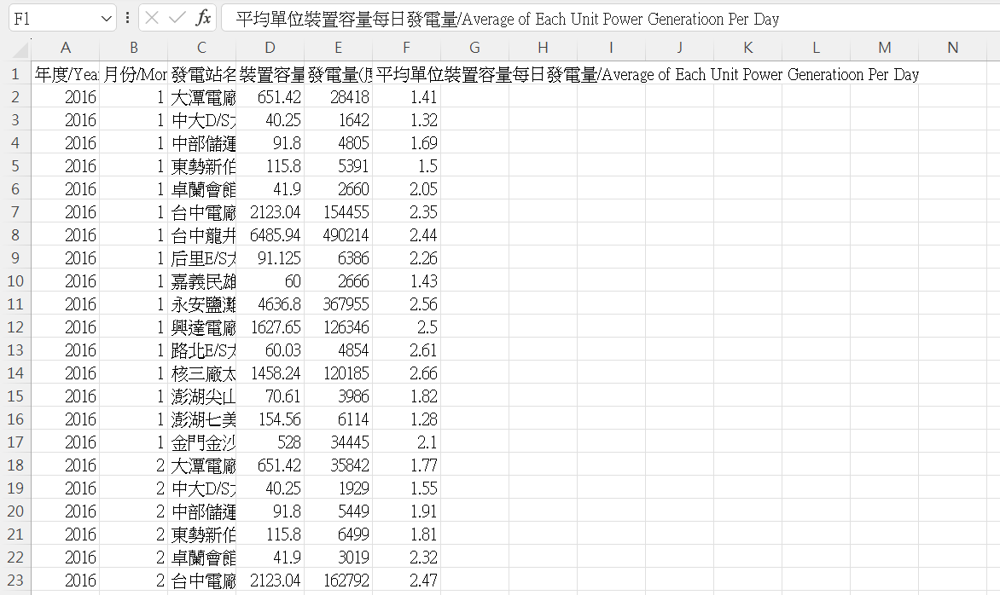 F1 fx 平均單位裝置容量每日發電量/Average of Each Unit Power Generatioon Per Day
A B C D E F G H I J K L M N
1 年度/Yea 月份/Mon 發電站名 裝置容量 發電量(度 平均單位裝置容量每日發電量/Average of Each Unit Power Generatioon Per Day
2 2016 1 大潭電廠 651.42 28418 1.41
3 2016 1 中大D/S 40.25 1642 1.32
4 2016 1 中部儲運 91.8 4805 1.69
5 2016 1 東勢新伯 115.8 5391 1.5
6 2016 1 卓蘭會館 41.9 2660 2.05
7 2016 1 台中電廠 2123.04 154455 2.35
8 2016 1 台中龍井 6485.94 490214 2.44
9 2016 1 后里E/S 91.125 6386 2.26
10 2016 1 嘉義民雄 60 2666 1.43
11 2016 1 永安鹽灘 4636.8 367955 2.56
12 2016 1 興達電廠 1627.65 126346 2.5
13 2016 1 路北E/S 60.03 4854 2.61
14 2016 1 核三廠太 1458.24 120185 2.66
15 2016 1 澎湖尖山 70.61 3986 1.82
16 2016 1 澎湖七美 154.56 6114 1.28
17 2016 1 金門金沙 528 34445 2.1
18 2016 2 大潭電廠 651.42 35842 1.77
19 2016 2 中大D/S 40.25 1929 1.55
20 2016 2 中部儲運 91.8 5449 1.91
21 2016 2 東勢新伯 115.8 6499 1.81
22 2016 2 卓蘭會館 41.9 3019 2.32
23 2016 2 台中電廠 2123.04 162792 2.47